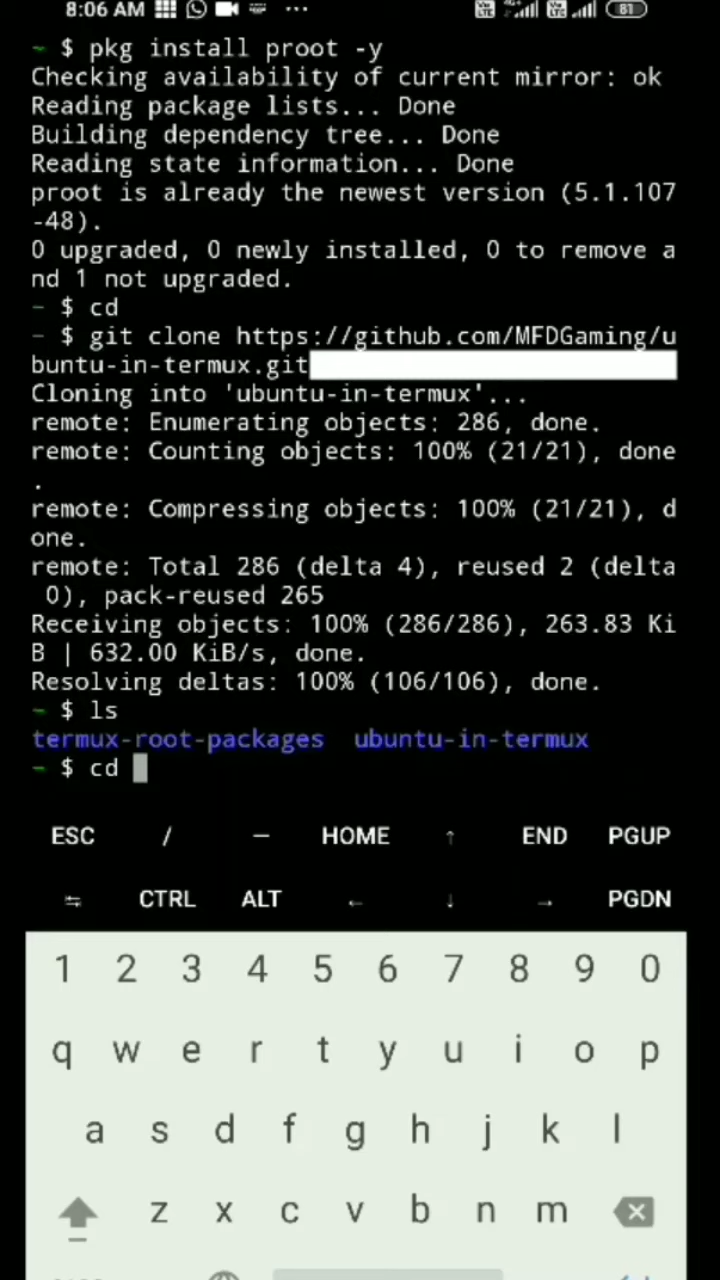 8:06 AM ... 81
~ $ pkg install proot -y
Checking availability of current mirror: ok
Reading package lists... Done
Building dependency tree... Done
Reading state information... Done
proot is already the newest version (5.1.107
-48).
0 upgraded, 0 newly installed, 0 to remove a
nd 1 not upgraded.
~ $ cd
~ $ git clone https://github.com/MFDGaming/u
buntu-in-termux.git
Cloning into 'ubuntu-in-termux'...
remote: Enumerating objects: 286, done.
remote: Counting objects: 100% (21/21), done
.
remote: Compressing objects: 100% (21/21), d
one.
remote: Total 286 (delta 4), reused 2 (delta
 0), pack-reused 265
Receiving objects: 100% (286/286), 263.83 Ki
B | 632.00 KiB/s, done.
Resolving deltas: 100% (106/106), done.
~ $ ls
termux-root-packages  ubuntu-in-termux
~ $ cd
ESC / — HOME ↑ END PGUP
⇆ CTRL ALT ← ↓ → PGDN
1 2 3 4 5 6 7 8 9 0
q w e r t y u i o p
a s d f g h j k l
z x c v b n m